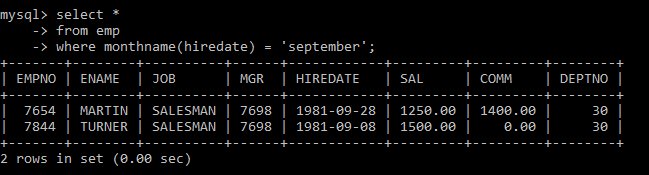 mysql> select *
    -> from emp
    -> where monthname(hiredate) = 'september';
+-------+--------+----------+------+------------+---------+---------+--------+
| EMPNO | ENAME  | JOB      | MGR  | HIREDATE   | SAL     | COMM    | DEPTNO |
+-------+--------+----------+------+------------+---------+---------+--------+
|  7654 | MARTIN | SALESMAN | 7698 | 1981-09-28 | 1250.00 | 1400.00 |     30 |
|  7844 | TURNER | SALESMAN | 7698 | 1981-09-08 | 1500.00 |    0.00 |     30 |
+-------+--------+----------+------+------------+---------+---------+--------+
2 rows in set (0.00 sec)